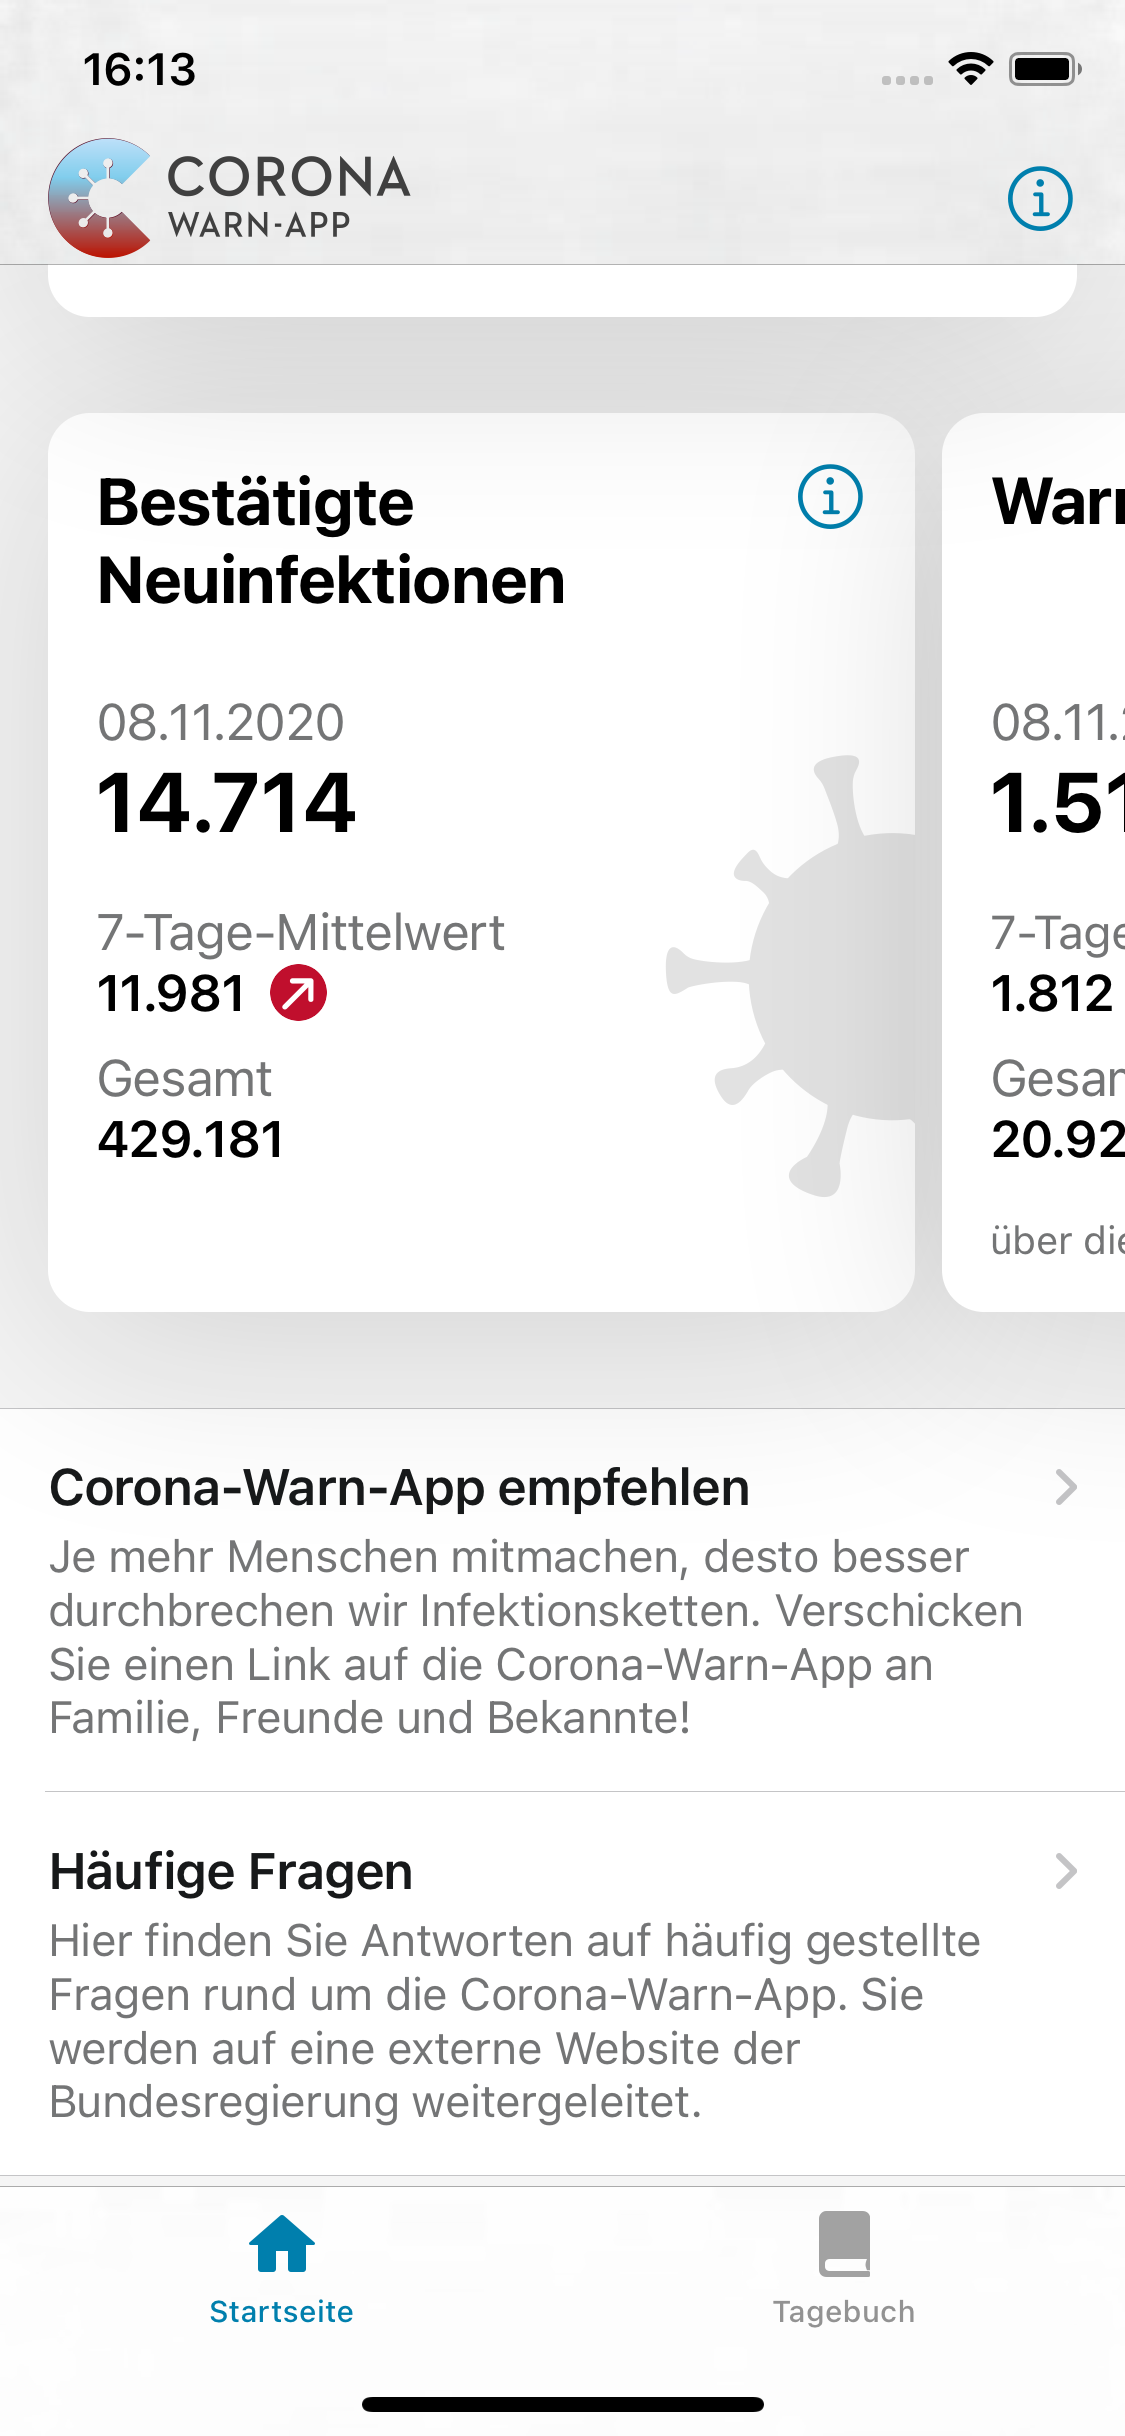 16:13
CORONA
WARN-APP
Bestätigte
Neuinfektionen
08.11.2020
14.714
7-Tage-Mittelwert
11.981
Gesamt
429.181
08.11.
1.51
7-Tage
1.812
20.92
über die
Corona-Warn-App empfehlen
Je mehr Menschen mitmachen, desto besser
durchbrechen wir Infektionsketten. Verschicken
Sie einen Link auf die Corona-Warn-App an
Familie, Freunde und Bekannte!
Häufige Fragen
Hier finden Sie Antworten auf häufig gestellte
Fragen rund um die Corona-Warn-App. Sie
werden auf eine externe Website der
Bundesregierung weitergeleitet.
Startseite
Tagebuch